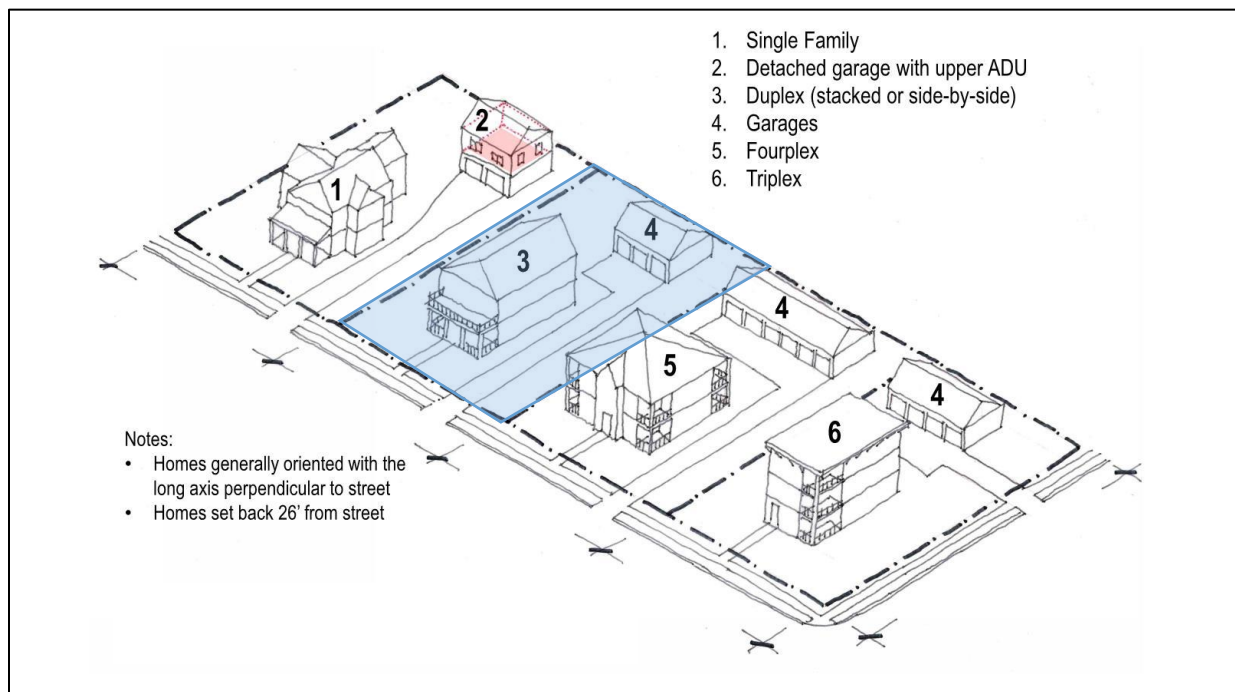 1. Single Family
2. Detached garage with upper ADU
3. Duplex (stacked or side-by-side)
4. Garages
5. Fourplex
6. Triplex
2
1
4
3
4
5
4
6
Notes:
• Homes generally oriented with the
long axis perpendicular to street
• Homes set back 26’ from street